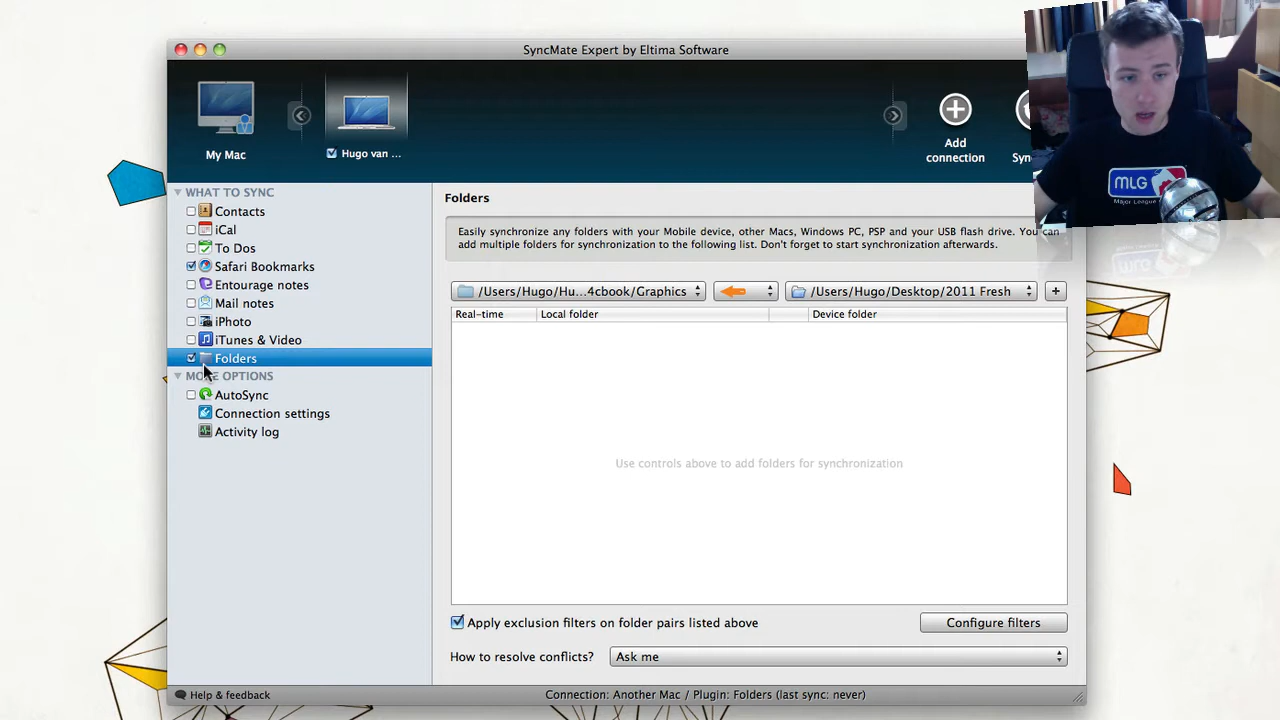 SyncMate Expert by Eltima Software
My Mac
Hugo van ...
Add
connection
Sync
MLG
Major League
WHAT TO SYNC
Contacts
iCal
To Dos
Safari Bookmarks
Entourage notes
Mail notes
iPhoto
iTunes & Video
Folders
MORE OPTIONS
AutoSync
Connection settings
Activity log
Folders
Easily synchronize any folders with your Mobile device, other Macs, Windows PC, PSP and your USB flash drive. You can
add multiple folders for synchronization to the following list. Don't forget to start synchronization afterwards.
/Users/Hugo/Hu...4cbook/Graphics
/Users/Hugo/Desktop/2011 Fresh
+
Real-time
Local folder
Device folder
Use controls above to add folders for synchronization
Apply exclusion filters on folder pairs listed above
Configure filters
How to resolve conflicts?
Ask me
Help & feedback
Connection: Another Mac / Plugin: Folders (last sync: never)